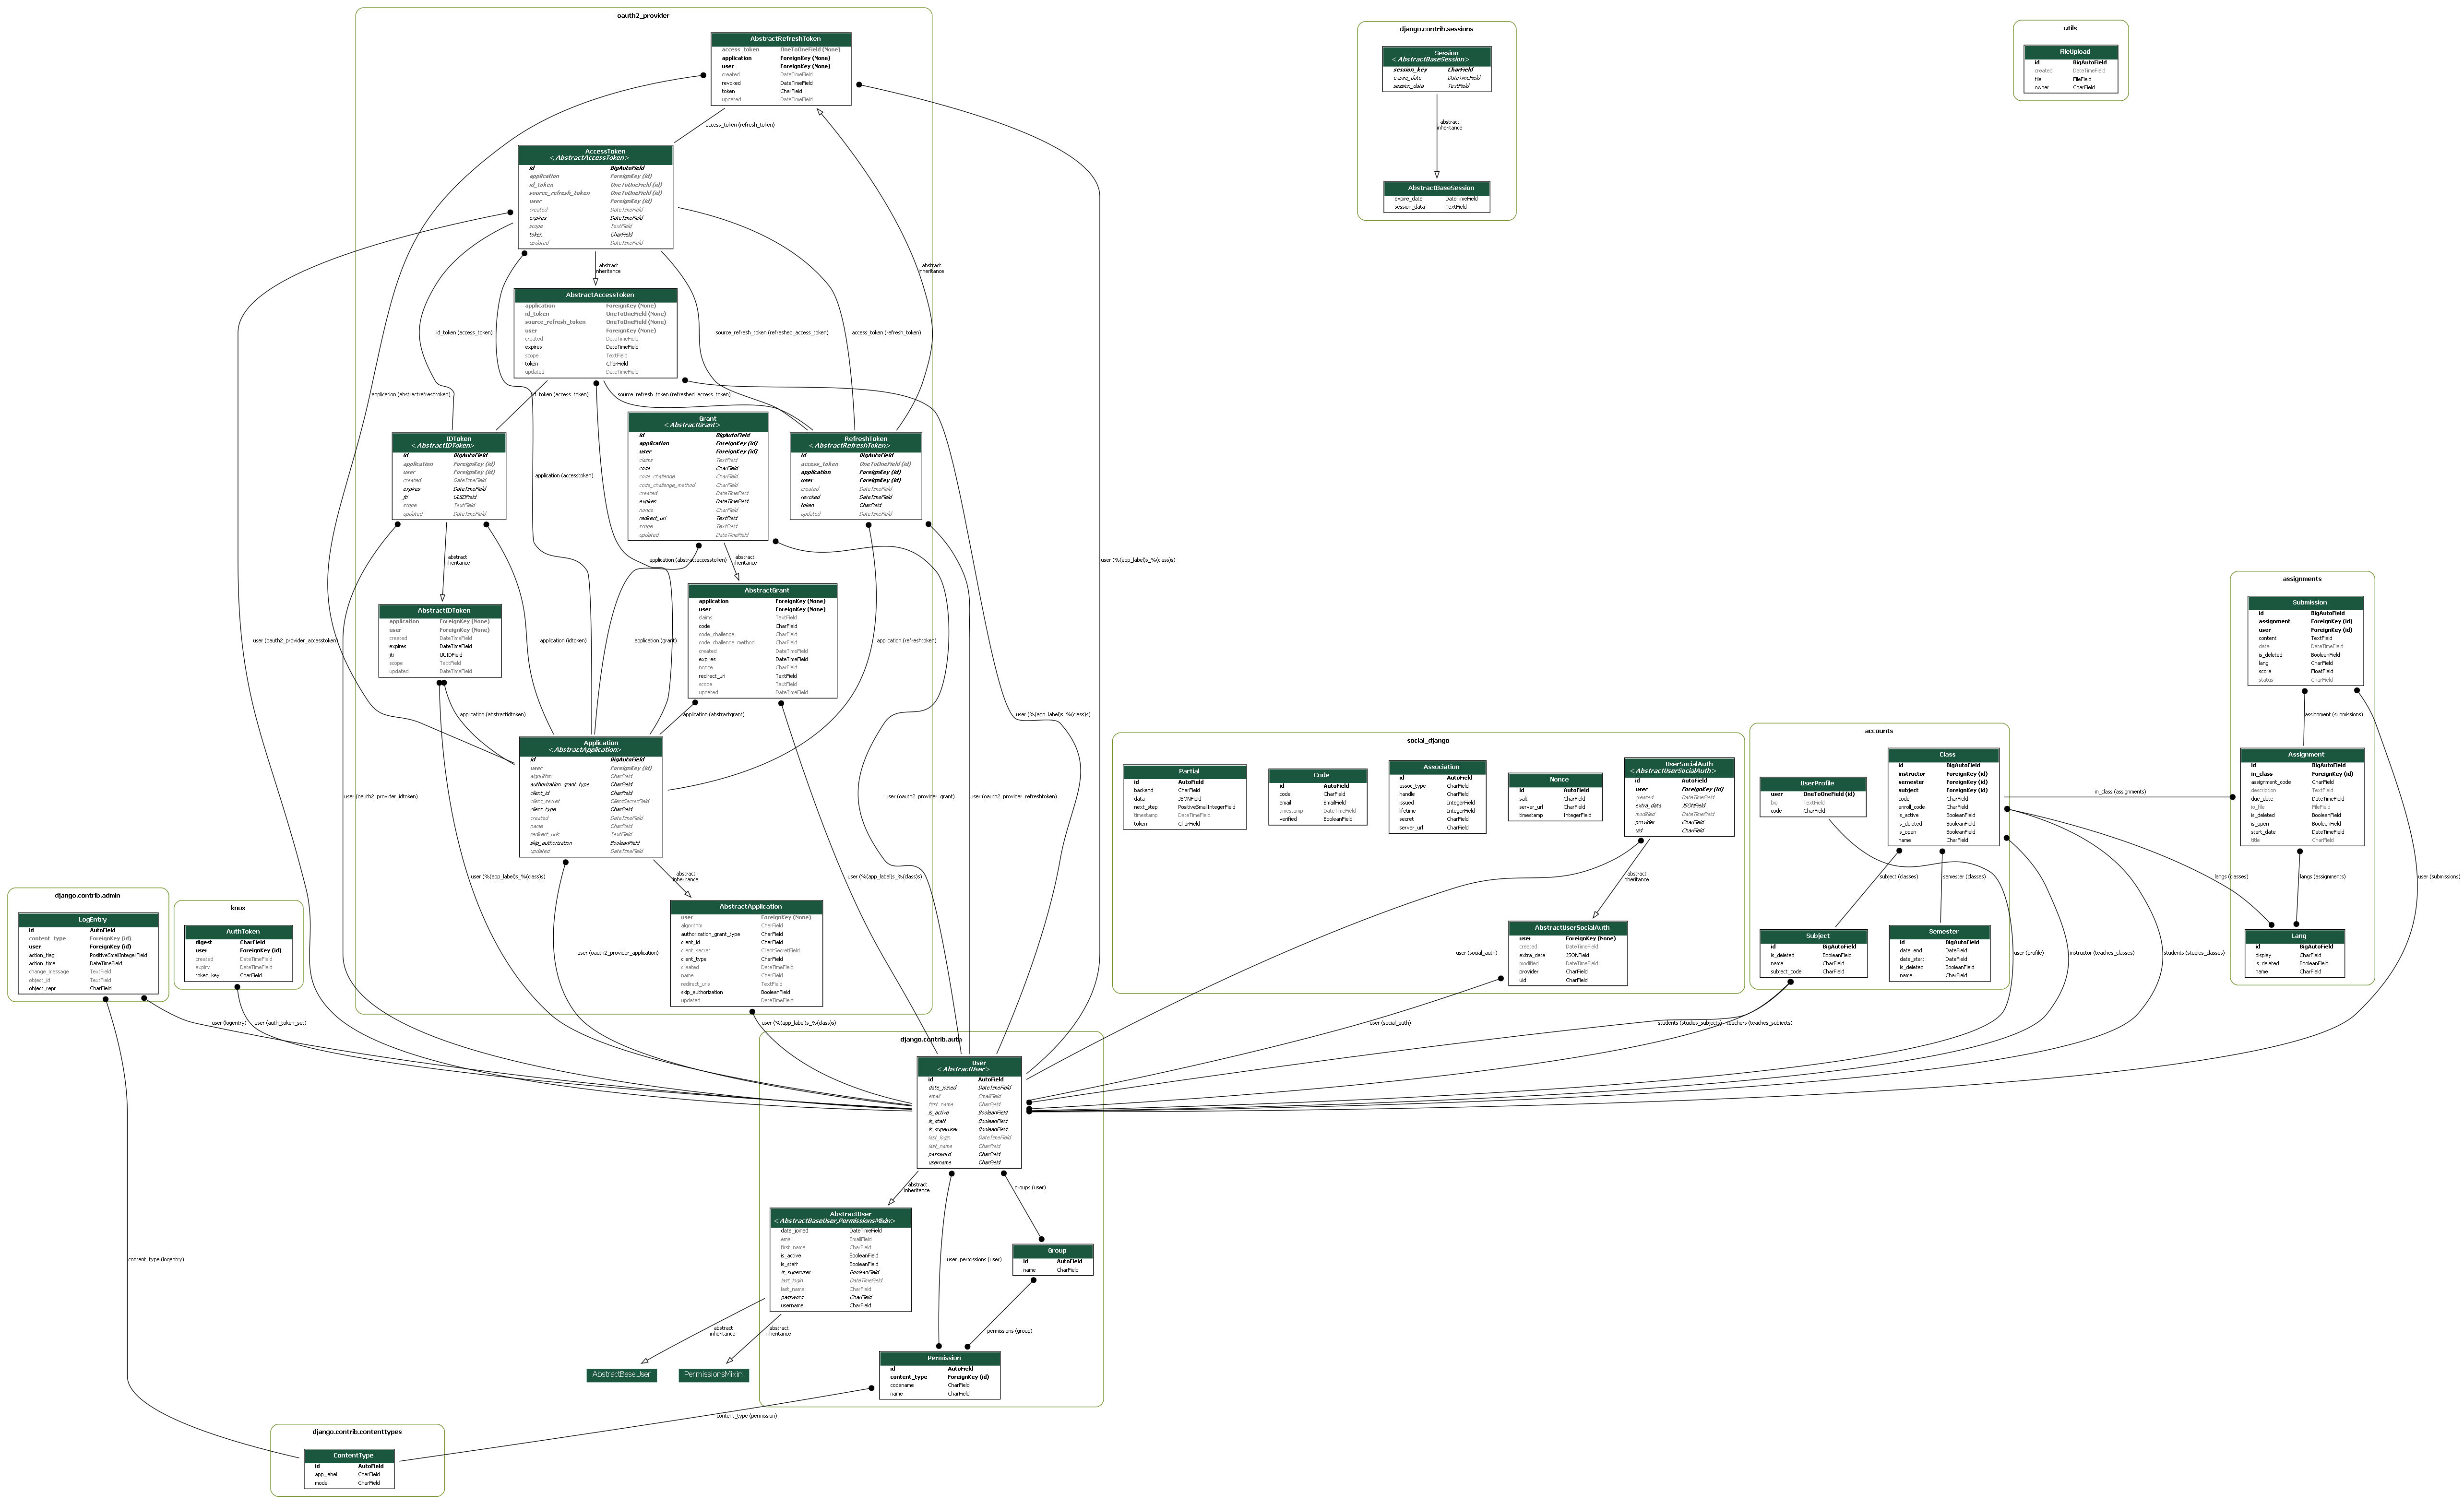 oauth2_provider
AbstractRefreshToken
access_token OneToOneField (None)
application ForeignKey (None)
user ForeignKey (None)
created DateTimeField
revoked DateTimeField
token CharField
updated DateTimeField
access_token (refresh_token)
AccessToken
<AbstractAccessToken>
id BigAutoField
application ForeignKey (id)
id_token OneToOneField (id)
source_refresh_token OneToOneField (id)
user ForeignKey (id)
created DateTimeField
expires DateTimeField
scope TextField
token CharField
updated DateTimeField
abstract
inheritance
abstract
inheritance
AbstractAccessToken
application ForeignKey (None)
id_token OneToOneField (None)
source_refresh_token OneToOneField (None)
user ForeignKey (None)
created DateTimeField
expires DateTimeField
scope TextField
token CharField
updated DateTimeField
id_token (access_token)
source_refresh_token (refreshed_access_token)
access_token (refresh_token)
application (abstractrefreshtoken)
id_token (access_token)
source_refresh_token (refreshed_access_token)
Grant
<AbstractGrant>
id BigAutoField
application ForeignKey (id)
user ForeignKey (id)
claims TextField
code CharField
code_challenge CharField
code_challenge_method CharField
created DateTimeField
expires DateTimeField
nonce CharField
redirect_uri TextField
scope TextField
updated DateTimeField
IDToken
<AbstractIDToken>
id BigAutoField
application ForeignKey (id)
user ForeignKey (id)
created DateTimeField
expires DateTimeField
jti UUIDField
scope TextField
updated DateTimeField
RefreshToken
<AbstractRefreshToken>
id BigAutoField
access_token OneToOneField (id)
application ForeignKey (id)
user ForeignKey (id)
created DateTimeField
revoked DateTimeField
token CharField
updated DateTimeField
application (accesstoken)
abstract
inheritance
application (abstractaccesstoken)
abstract
inheritance
user (%(app_label)s_%(class)s)
AbstractGrant
application ForeignKey (None)
user ForeignKey (None)
claims TextField
code CharField
code_challenge CharField
code_challenge_method CharField
created DateTimeField
expires DateTimeField
nonce CharField
redirect_uri TextField
scope TextField
updated DateTimeField
AbstractIDToken
application ForeignKey (None)
user ForeignKey (None)
created DateTimeField
expires DateTimeField
jti UUIDField
scope TextField
updated DateTimeField
user (oauth2_provider_accesstoken)
application (idtoken)
application (grant)
application (refreshtoken)
application (abstractidtoken)
application (abstractgrant)
user (%(app_label)s_%(class)s)
Application
<AbstractApplication>
id BigAutoField
user ForeignKey (id)
algorithm CharField
authorization_grant_type CharField
client_id CharField
client_secret ClientSecretField
client_type CharField
created DateTimeField
name CharField
redirect_uris TextField
skip_authorization BooleanField
updated DateTimeField
user (oauth2_provider_idtoken)
user (oauth2_provider_grant)
user (oauth2_provider_refreshtoken)
user (%(app_label)s_%(class)s)
abstract
inheritance
user (%(app_label)s_%(class)s)
AbstractApplication
user ForeignKey (None)
algorithm CharField
authorization_grant_type CharField
client_id CharField
client_secret ClientSecretField
client_type CharField
created DateTimeField
name CharField
redirect_uris TextField
skip_authorization BooleanField
updated DateTimeField
user (oauth2_provider_application)
user (%(app_label)s_%(class)s)
django.contrib.sessions
Session
<AbstractBaseSession>
session_key CharField
expire_date DateTimeField
session_data TextField
abstract
inheritance
AbstractBaseSession
expire_date DateTimeField
session_data TextField
utils
FileUpload
id BigAutoField
created DateTimeField
file FileField
owner CharField
assignments
Submission
id BigAutoField
assignment ForeignKey (id)
user ForeignKey (id)
content TextField
date DateTimeField
is_deleted BooleanField
lang CharField
score FloatField
status CharField
assignment (submissions)
Assignment
id BigAutoField
in_class ForeignKey (id)
assignment_code CharField
description TextField
due_date DateTimeField
io_file FileField
is_deleted BooleanField
is_open BooleanField
start_date DateTimeField
title CharField
in_class (assignments)
langs (classes)
langs (assignments)
user (submissions)
Lang
id BigAutoField
display CharField
is_deleted BooleanField
name CharField
accounts
UserProfile
user OneToOneField (id)
bio TextField
code CharField
Class
id BigAutoField
instructor ForeignKey (id)
semester ForeignKey (id)
subject ForeignKey (id)
code CharField
enroll_code CharField
is_active BooleanField
is_deleted BooleanField
is_open BooleanField
name CharField
subject (classes)
semester (classes)
Subject
id BigAutoField
is_deleted BooleanField
name CharField
subject_code CharField
Semester
id BigAutoField
date_end DateField
date_start DateField
is_deleted BooleanField
name CharField
user (profile)
instructor (teaches_classes)
students (studies_classes)
students (studies_subjects)
teachers (teaches_subjects)
social_django
Partial
id AutoField
backend CharField
data JSONField
next_step PositiveSmallIntegerField
timestamp DateTimeField
token CharField
Code
id AutoField
code CharField
email EmailField
timestamp DateTimeField
verified BooleanField
Association
id AutoField
assoc_type CharField
handle CharField
issued IntegerField
lifetime IntegerField
secret CharField
server_url CharField
Nonce
id AutoField
salt CharField
server_url CharField
timestamp IntegerField
UserSocialAuth
<AbstractUserSocialAuth>
id AutoField
user ForeignKey (id)
created DateTimeField
extra_data JSONField
modified DateTimeField
provider CharField
uid CharField
abstract
inheritance
AbstractUserSocialAuth
user ForeignKey (None)
created DateTimeField
extra_data JSONField
modified DateTimeField
provider CharField
uid CharField
user (social_auth)
user (social_auth)
django.contrib.admin
LogEntry
id AutoField
content_type ForeignKey (id)
user ForeignKey (id)
action_flag PositiveSmallIntegerField
action_time DateTimeField
change_message TextField
object_id TextField
object_repr CharField
knox
AuthToken
digest CharField
user ForeignKey (id)
created DateTimeField
expiry DateTimeField
token_key CharField
user (logentry)
user (auth_token_set)
django.contrib.auth
User
<AbstractUser>
id AutoField
date_joined DateTimeField
email EmailField
first_name CharField
is_active BooleanField
is_staff BooleanField
is_superuser BooleanField
last_login DateTimeField
last_name CharField
password CharField
username CharField
abstract
inheritance
groups (user)
AbstractUser
<AbstractBaseUser,PermissionsMixin>
date_joined DateTimeField
email EmailField
first_name CharField
is_active BooleanField
is_staff BooleanField
is_superuser BooleanField
last_login DateTimeField
last_name CharField
password CharField
username CharField
user_permissions (user)
Group
id AutoField
name CharField
permissions (group)
abstract
inheritance
abstract
inheritance
AbstractBaseUser
PermissionsMixin
Permission
id AutoField
content_type ForeignKey (id)
codename CharField
name CharField
content_type (logentry)
content_type (permission)
django.contrib.contenttypes
ContentType
id AutoField
app_label CharField
model CharField